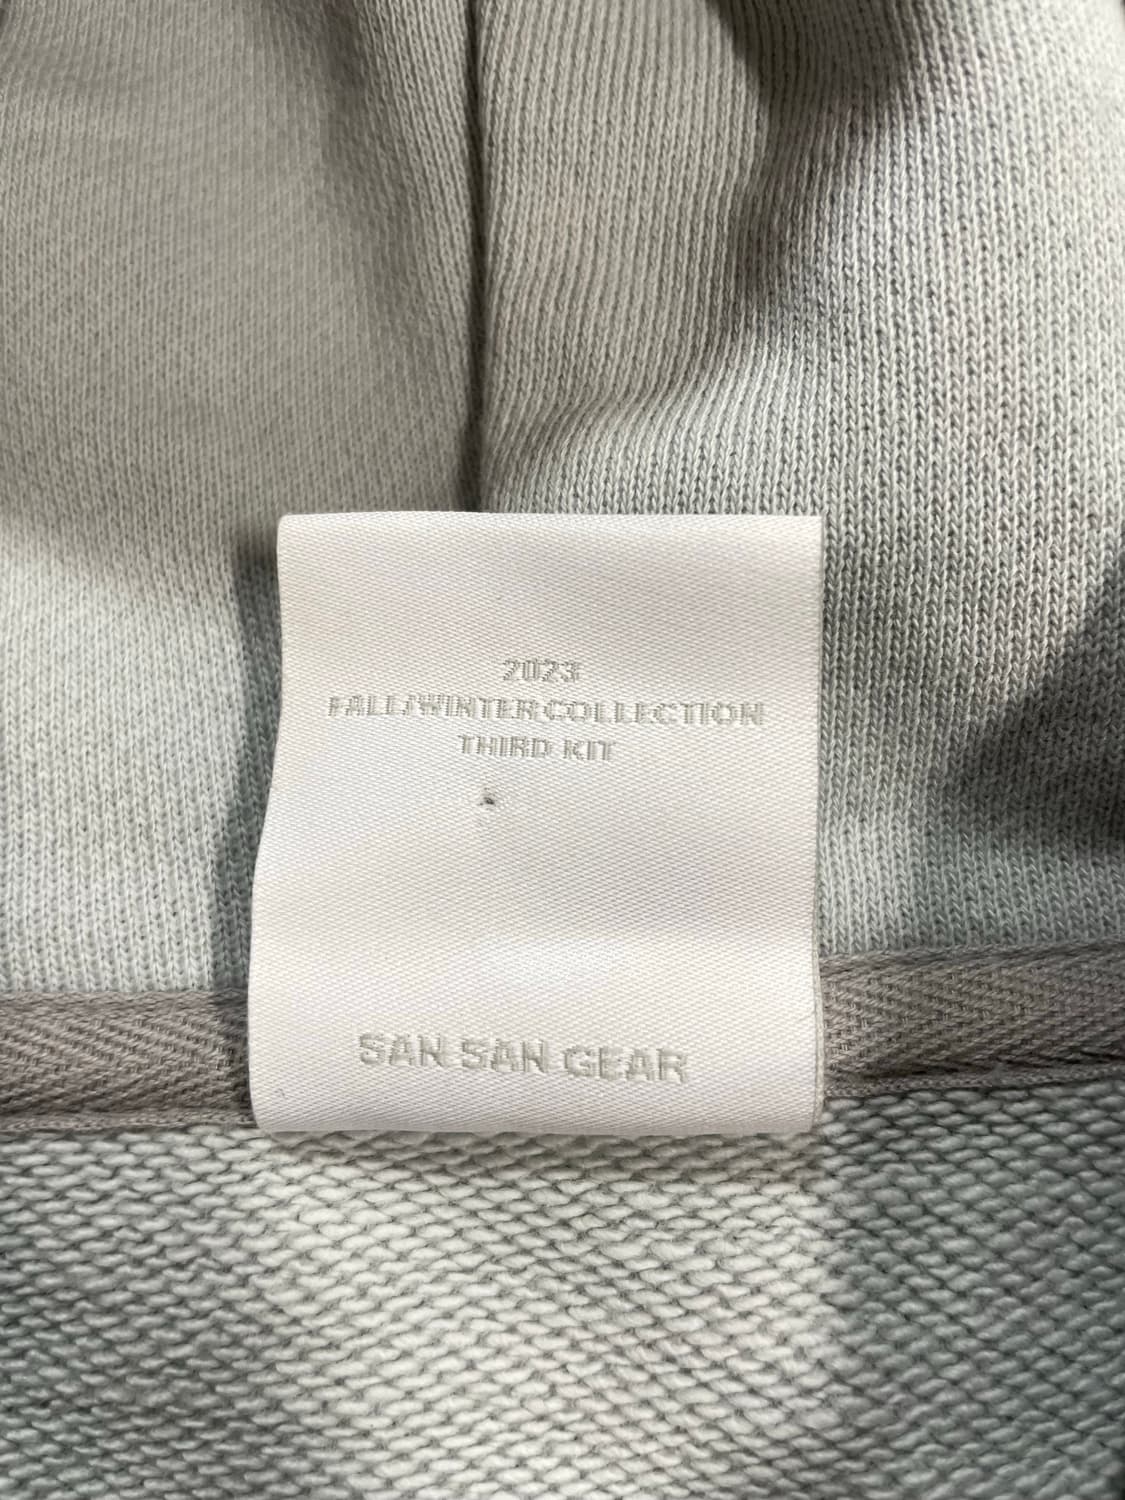 2023
FALL/WINTER COLLECTION
THIRD KIT
SAN SAN GEAR